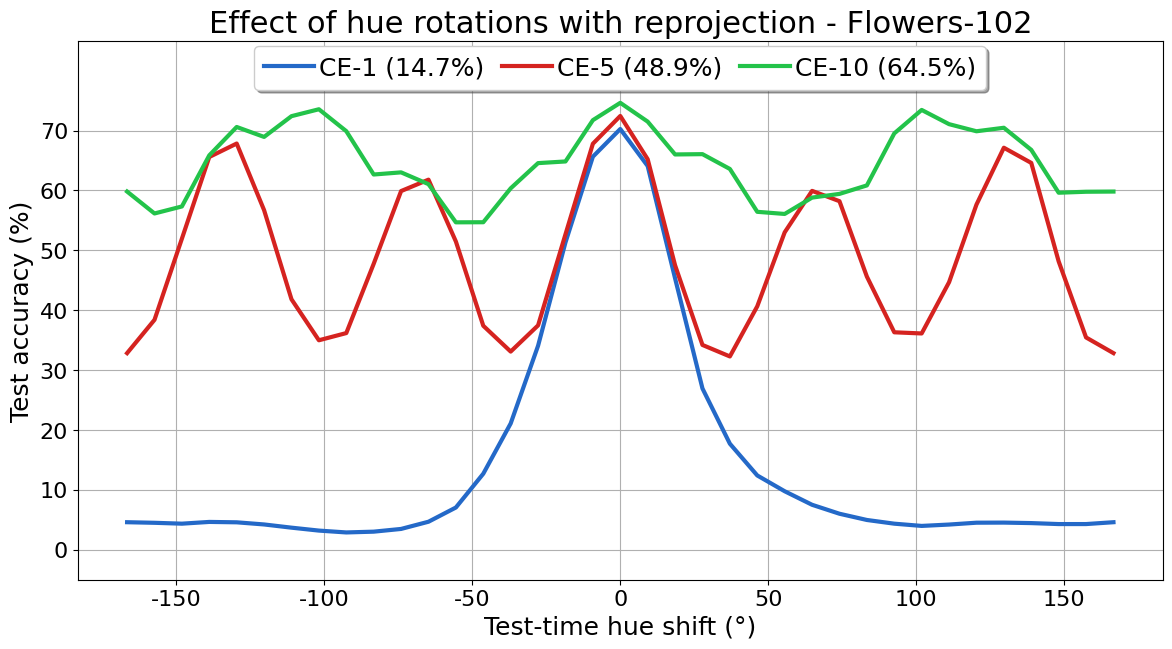 Effect of hue rotations with reprojection - Flowers-102
CE-1 (14.7%) CE-5 (48.9%) CE-10 (64.5%)
Test accuracy (%)
70
60
50
40
30
20
10
0
-150 -100 -50 0 50 100 150
Test-time hue shift (°)